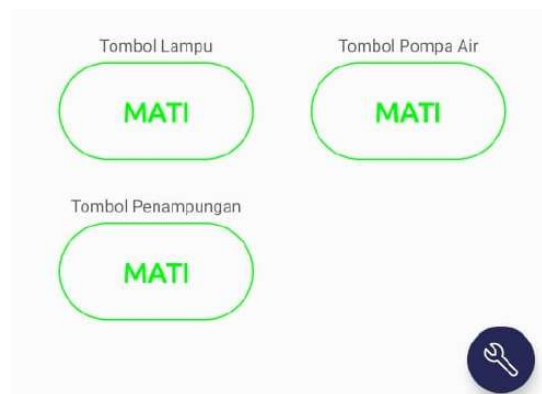 Tombol Lampu
Tombol Pompa Air
MATI
MATI
Tombol Penampungan
MATI